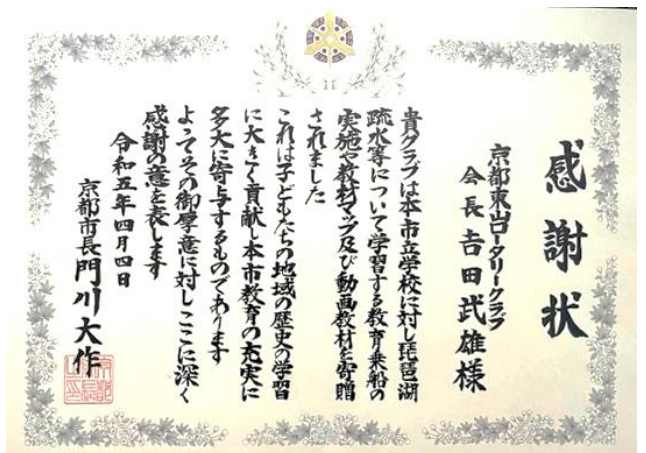 感謝状
京都東山ロータリークラブ
会長 吉田武雄様
貴クラブは本市立学校に対し琵琶湖
疏水等について学習する教育乗船の
実施や教材マップ及び動画教材を寄贈
されました
これは子どもたちの地域の歴史の学習
に大きく貢献し本市教育の充実に
多大に寄与するものであります
よってその御厚意に対しここに深く
感謝の意を表します
令和五年四月四日
京都市長 門川大作